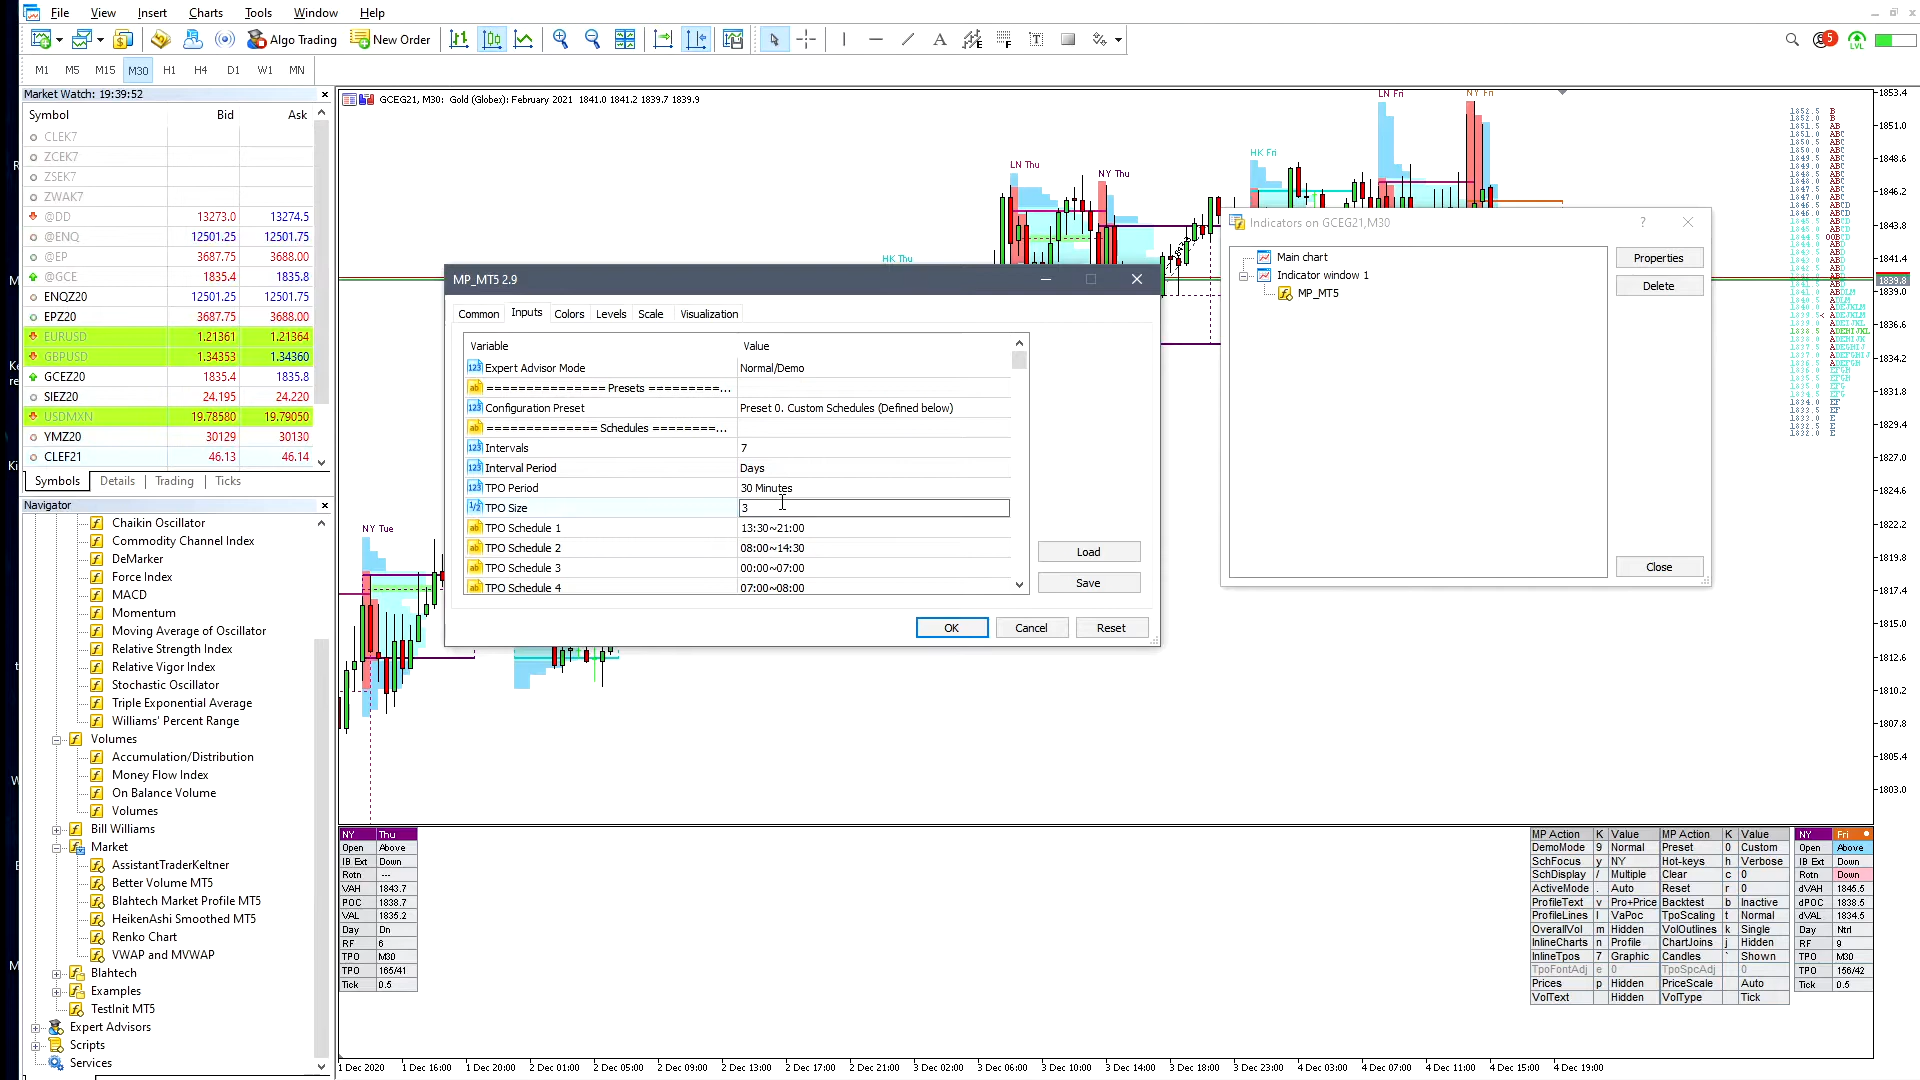 File View Insert Charts Tools Window Help
Algo Trading New Order
5 LVL
M1 M5 M15 M30 H1 H4 D1 W1 MN
Market Watch: 19:39:52
Symbol Bid Ask
CLEK7
ZCEK7
ZSEK7
ZWAK7
@DD 13273.0 13274.5
@ENQ 12501.25 12501.75
@EP 3687.75 3688.00
@GCE 1835.4 1835.8
ENQZ20 12501.25 12501.75
EPZ20 3687.75 3688.00
EURUSD 1.21361 1.21364
GBPUSD 1.34353 1.34360
GCEZ20 1835.4 1835.8
SIEZ20 24.195 24.220
USDMXN 19.78580 19.79050
YMZ20 30129 30130
CLEF21 46.13 46.14
Symbols Details Trading Ticks
Navigator
Chaikin Oscillator
Commodity Channel Index
DeMarker
Force Index
MACD
Momentum
Moving Average of Oscillator
Relative Strength Index
Relative Vigor Index
Stochastic Oscillator
Triple Exponential Average
Williams' Percent Range
Volumes
Accumulation/Distribution
Money Flow Index
On Balance Volume
Volumes
Bill Williams
Market
AssistantTraderKeltner
Better Volume MT5
Blahtech Market Profile MT5
HeikenAshi Smoothed MT5
Renko Chart
VWAP and MVWAP
Blahtech
Examples
TestInit MT5
Expert Advisors
Scripts
Services
GCEG21, M30: Gold (Globex): February 2021 1841.0 1841.2 1839.7 1839.9
NY Tue
HK Thu
LN Thu
NY Thu
HK Fri
LN Fri
NY Fri
MP_MT5 2.9
Common Inputs Colors Levels Scale Visualization
Variable Value
Expert Advisor Mode Normal/Demo
=============== Presets =========...
Configuration Preset Preset 0. Custom Schedules (Defined below)
============== Schedules ========...
Intervals 7
Interval Period Days
TPO Period 30 Minutes
TPO Size 3
TPO Schedule 1 13:30~21:00
TPO Schedule 2 08:00~14:30
TPO Schedule 3 00:00~07:00
TPO Schedule 4 07:00~08:00
Load
Save
OK Cancel Reset
Indicators on GCEG21,M30 ?
Main chart
Indicator window 1
MP_MT5
Properties
Delete
Close
1853.4
1851.0
1848.6
1846.2
1843.8
1841.4
1839.8
1839.0
1836.6
1834.2
1831.8
1829.4
1827.0
1824.6
1822.2
1819.8
1817.4
1815.0
1812.6
1810.2
1807.8
1805.4
1803.0
NY Thu
Open Above
IB Ext Down
Rotn ---
VAH 1843.7
POC 1838.7
VAL 1835.2
Day Dn
RF 6
TPO M30
TPO 165/41
Tick 0.5
MP Action K Value MP Action K Value
DemoMode 9 Normal Preset 0 Custom
SchFocus y NY Hot-keys h Verbose
SchDisplay / Multiple Clear c 0
ActiveMode . Auto Reset r 0
ProfileText v Pro+Price Backtest b Inactive
ProfileLines l VaPoc TpoScaling t Normal
OverallVol m Hidden VolOutlines k Single
InlineCharts n Profile ChartJoins j Hidden
InlineTpos 7 Graphic Candles ` Shown
TpoFontAdj e 0 TpoSpcAdj 0
Prices p Hidden PriceScale Auto
VolText Hidden VolType Tick
NY Fri
Open Above
IB Ext Down
Rotn Down
dVAH 1845.5
dPOC 1838.5
dVAL 1834.5
Day Ntrl
RF 9
TPO M30
TPO 156/42
Tick 0.5
1 Dec 2020 1 Dec 16:00 1 Dec 20:00 2 Dec 01:00 2 Dec 05:00 2 Dec 09:00 2 Dec 13:00 2 Dec 17:00 2 Dec 21:00 3 Dec 02:00 3 Dec 06:00 3 Dec 10:00 3 Dec 14:00 3 Dec 18:00 3 Dec 23:00 4 Dec 03:00 4 Dec 07:00 4 Dec 11:00 4 Dec 15:00 4 Dec 19:00